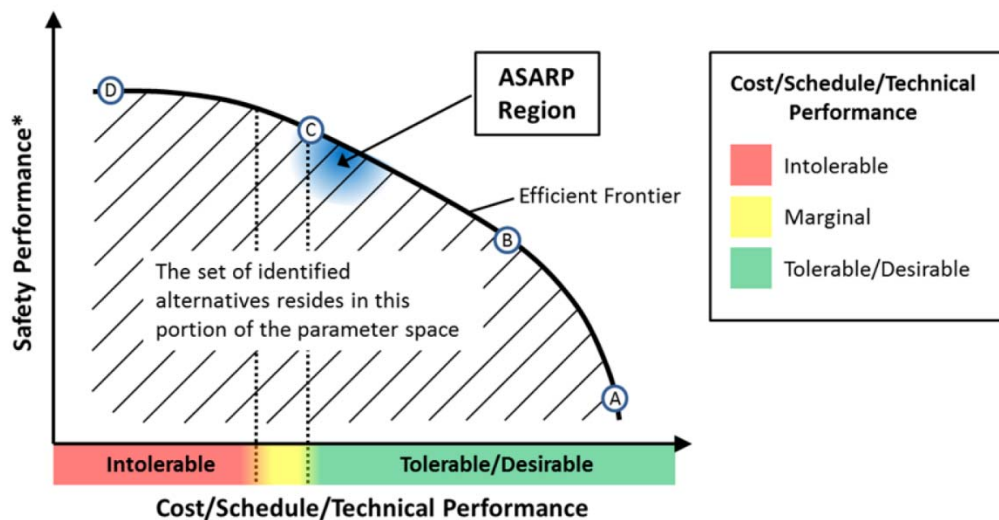 D
ASARP
Region
C
Efficient Frontier
B
The set of identified
alternatives resides in this
portion of the parameter space
A
Safety Performance*
Intolerable
Tolerable/Desirable
Cost/Schedule/Technical Performance
Cost/Schedule/Technical
Performance
Intolerable
Marginal
Tolerable/Desirable